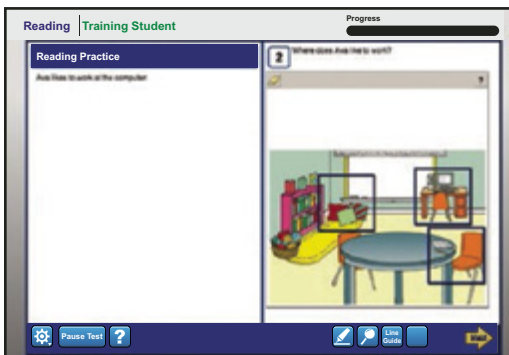 Reading Training Student
Progress
Reading Practice
Ava likes to work at the computer.
2 Where does Ava like to work?
?
Pause Test ?
Line
Guide